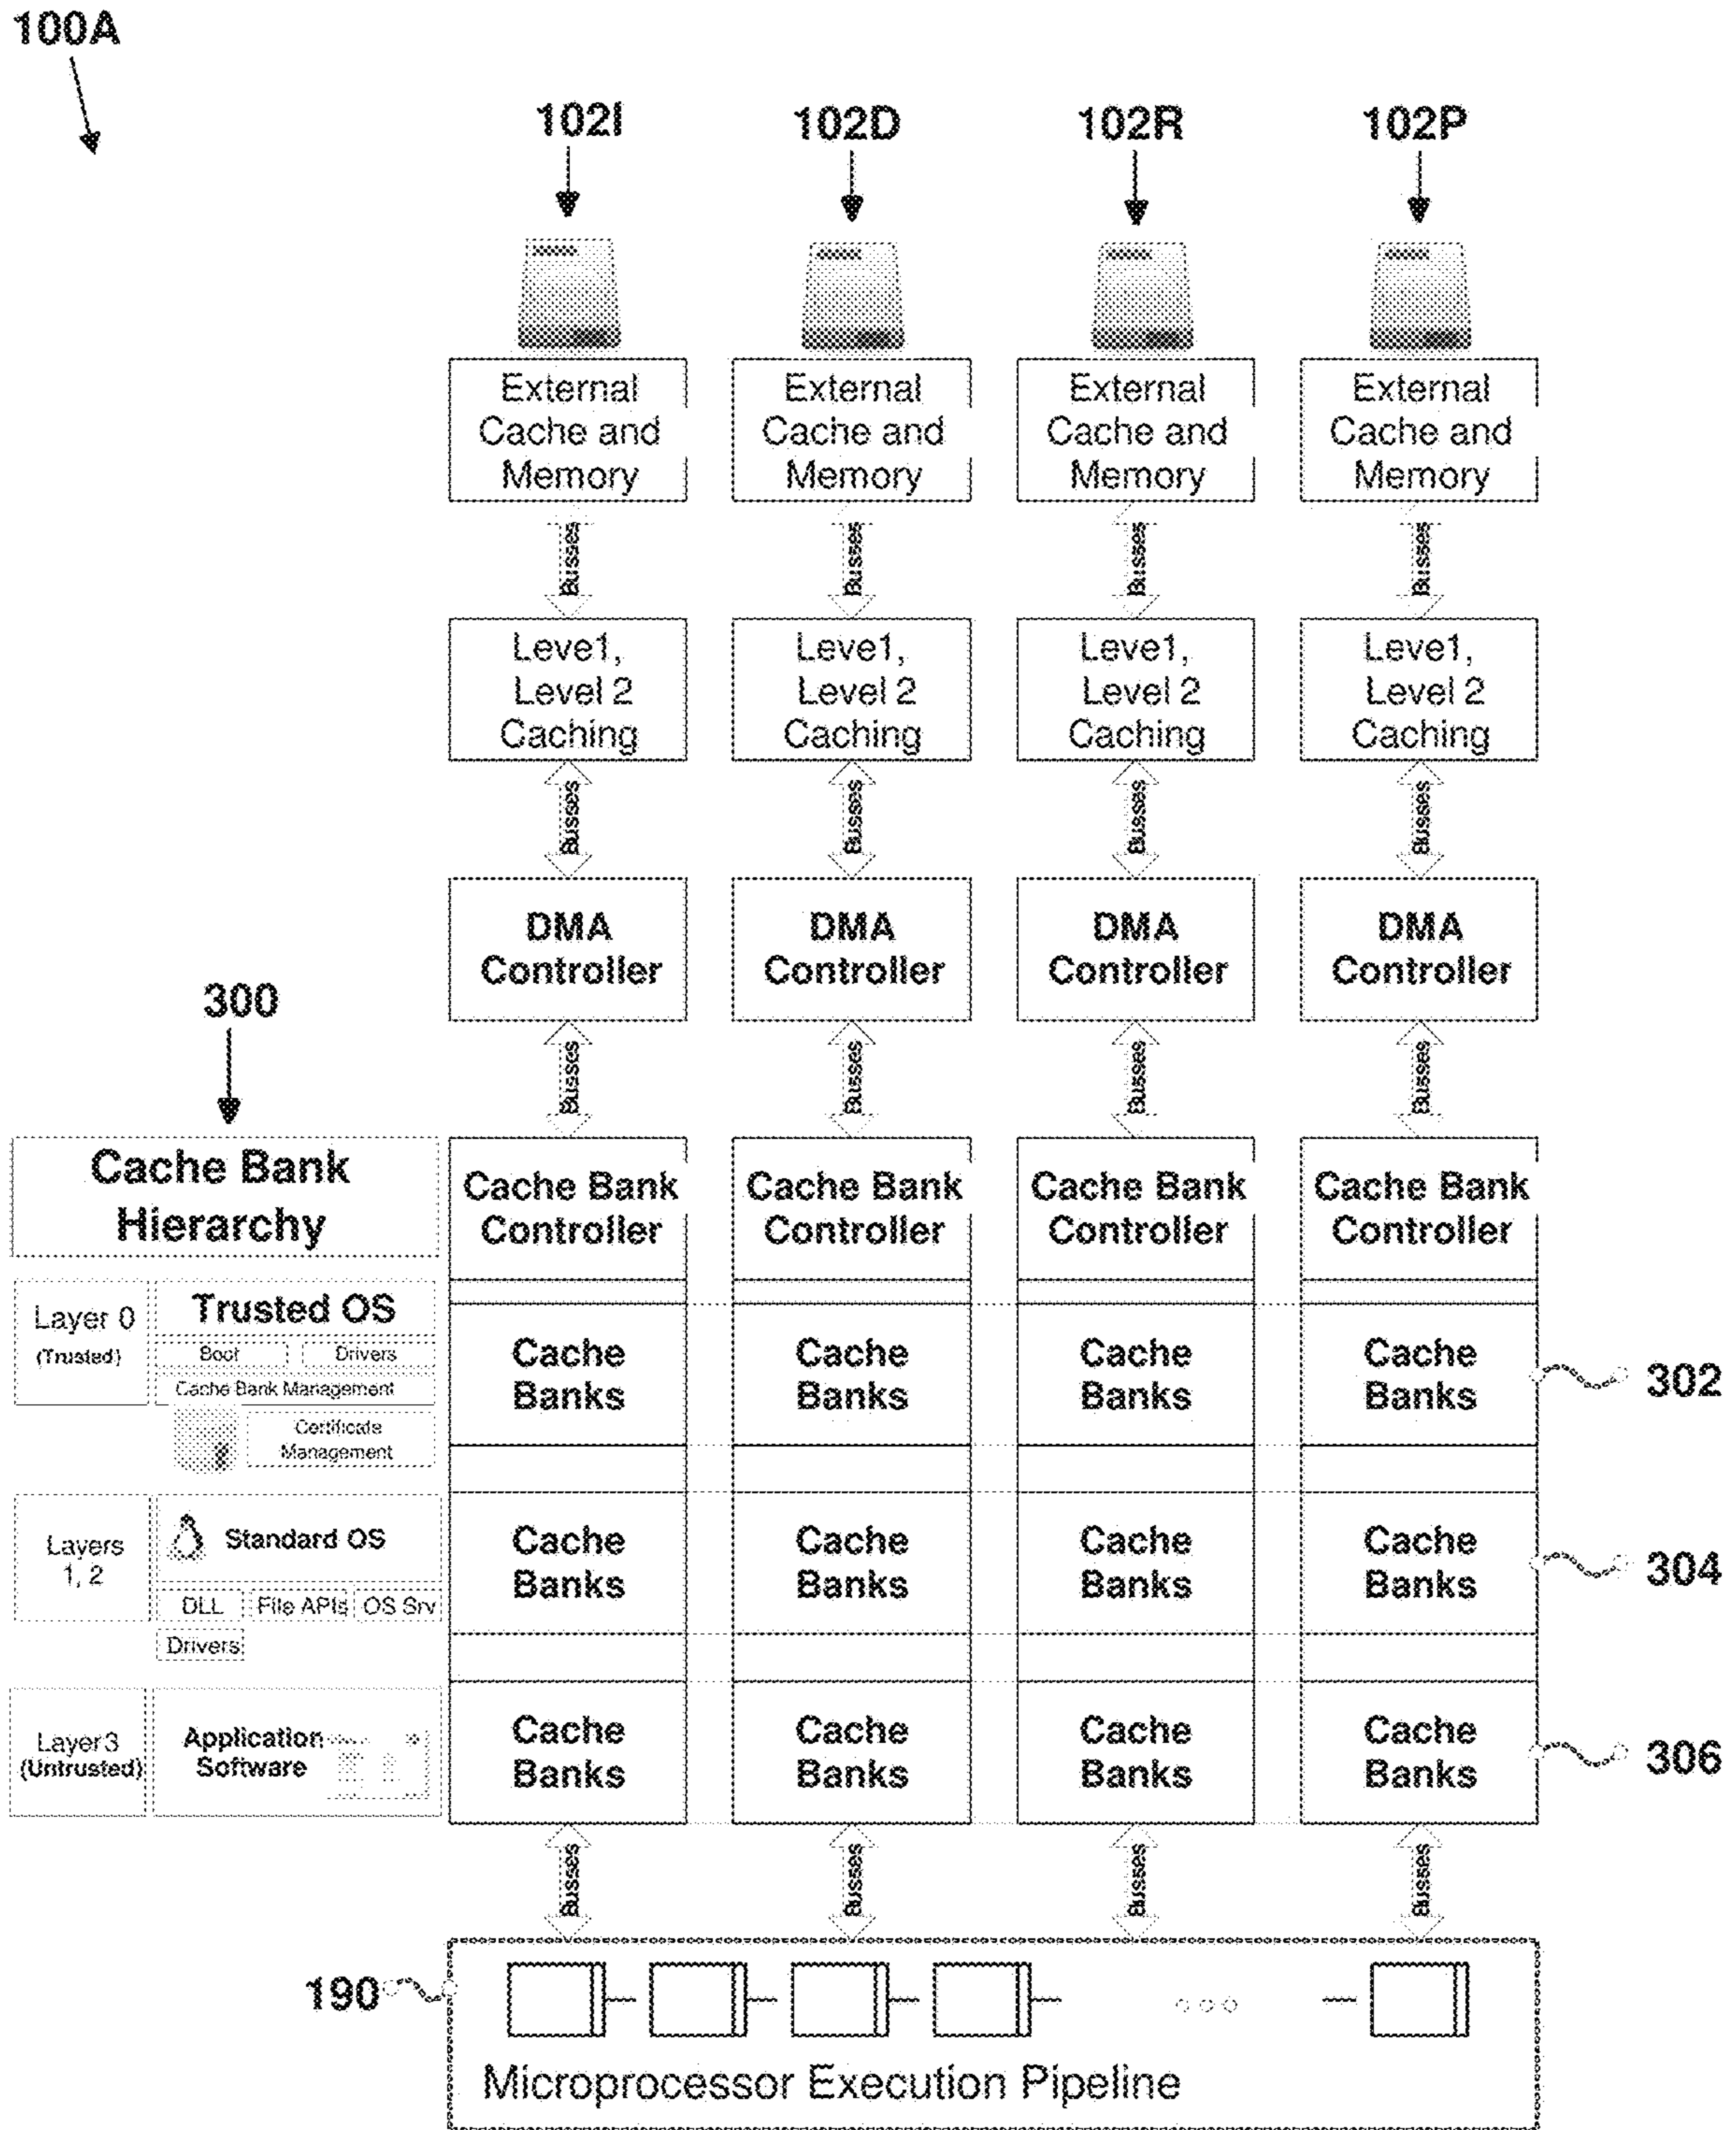 100A
102I 102D 102R 102P
External External External External
Cache and Cache and Cache and Cache and
Memory Memory Memory Memory
Busses Busses Busses Busses
Leve1, Leve1, Leve1, Leve1,
Level 2 Level 2 Level 2 Level 2
Caching Caching Caching Caching
Busses Busses Busses Busses
DMA DMA DMA DMA
Controller Controller Controller Controller
300
Busses Busses Busses Busses
Cache Bank
Hierarchy
Cache Bank Cache Bank Cache Bank Cache Bank
Controller Controller Controller Controller
Layer 0
(Trusted)
Trusted OS
Boot Drivers
Cache Bank Management
Certificate
Management
Cache Cache Cache Cache
Banks Banks Banks Banks
302
Layers
1, 2
Standard OS
DLL File APIs OS Srv
Drivers
Cache Cache Cache Cache
Banks Banks Banks Banks
304
Layer3
(Untrusted)
Application
Software
Cache Cache Cache Cache
Banks Banks Banks Banks
306
Busses Busses Busses Busses
190
Microprocessor Execution Pipeline